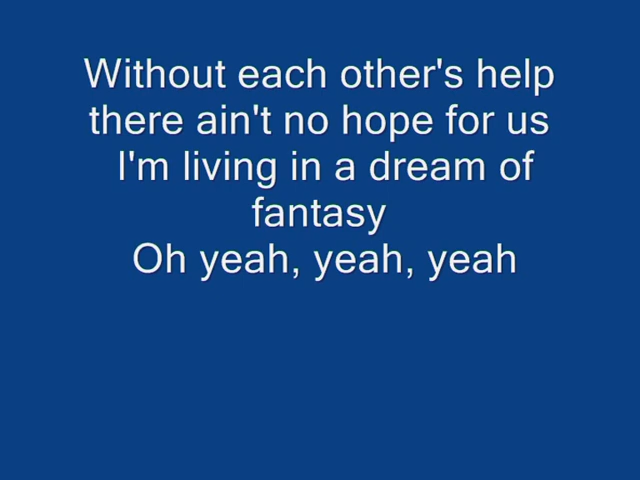 Without each other's help
there ain't no hope for us
I'm living in a dream of
fantasy
Oh yeah, yeah, yeah